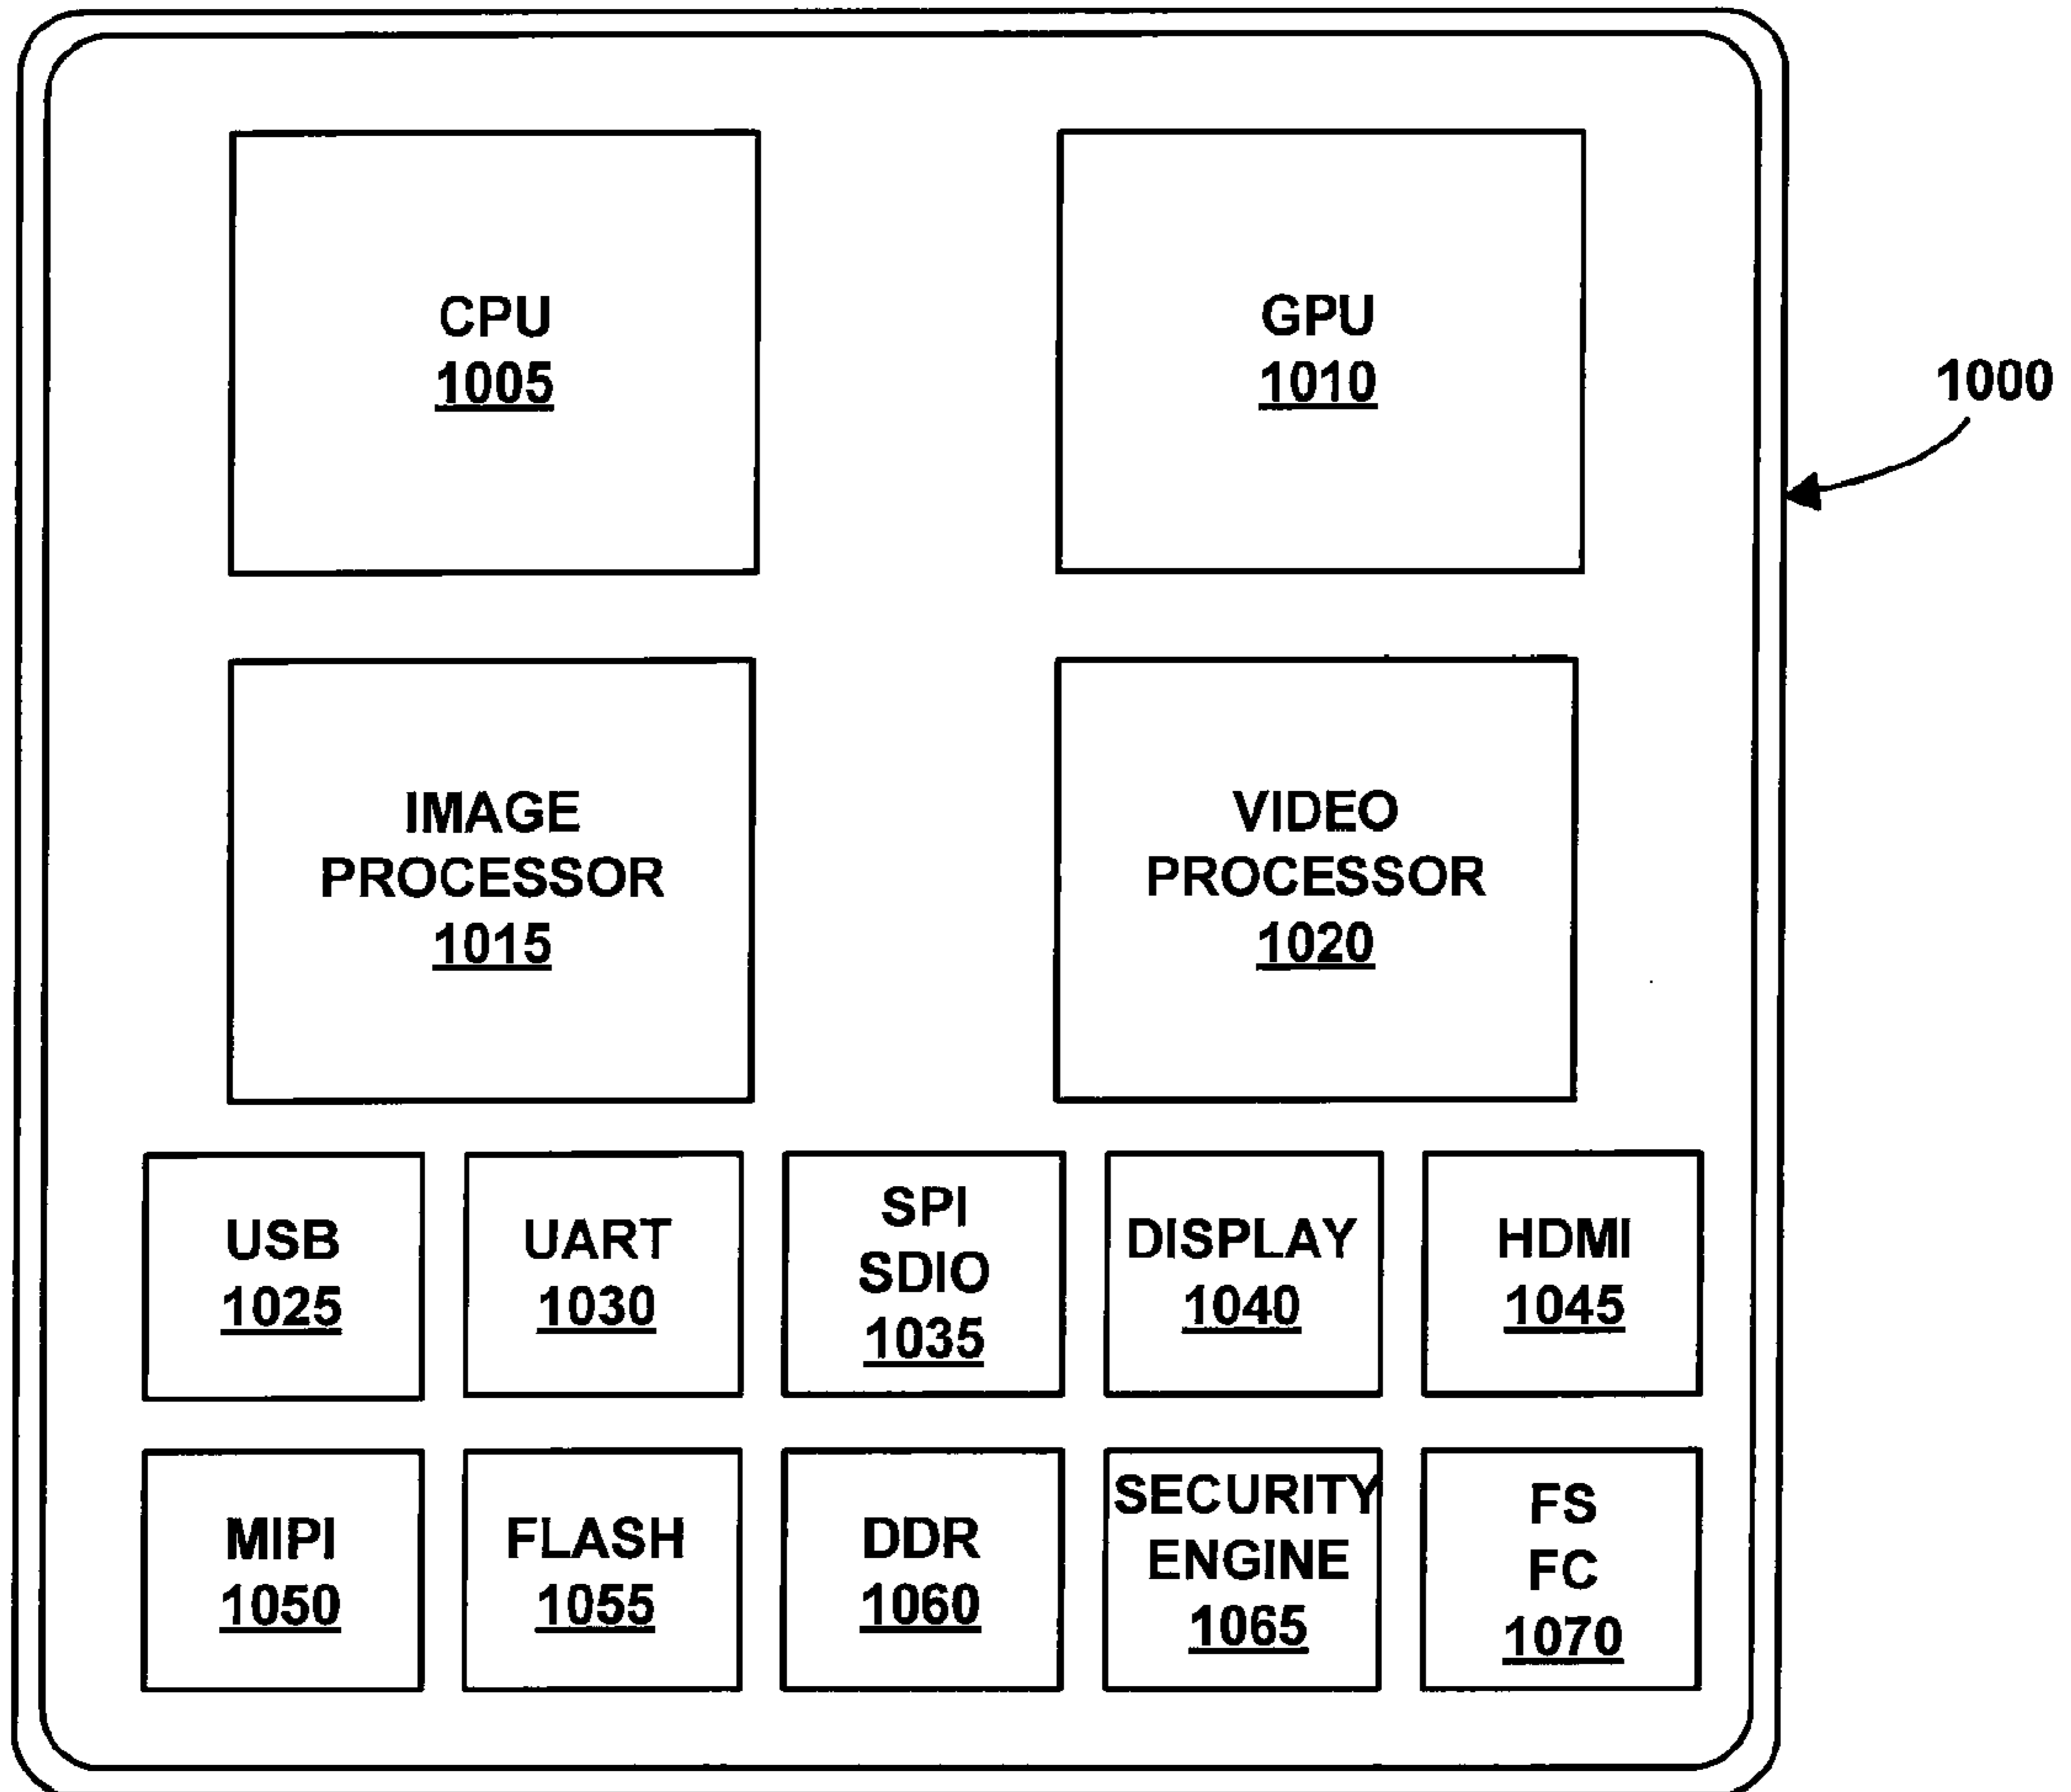 CPU
1005
GPU
1010
1000
IMAGE
PROCESSOR
1015
VIDEO
PROCESSOR
1020
USB
1025
UART
1030
SPI
SDIO
1035
DISPLAY
1040
HDMI
1045
MIPI
1050
FLASH
1055
DDR
1060
SECURITY
ENGINE
1065
FS
FC
1070